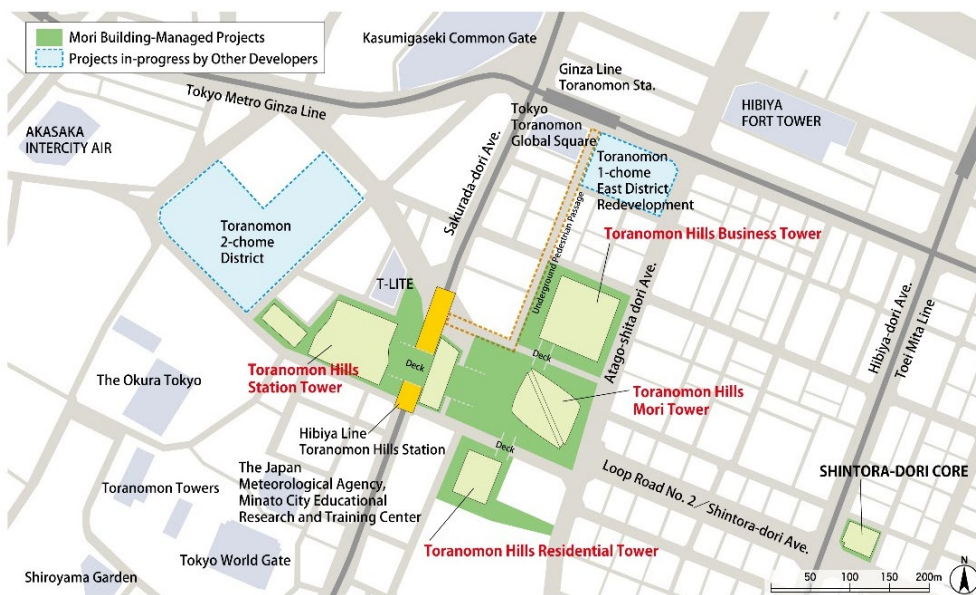 Mori Building-Managed Projects
Projects in-progress by Other Developers
Kasumigaseki Common Gate
Ginza Line
Toranomon Sta.
Tokyo Metro Ginza Line
Tokyo
Toranomon
Global Square
HIBIYA
FORT TOWER
AKASAKA
INTERCITY AIR
Sakurada-dori Ave.
Toranomon
1-chome
East District
Redevelopment
Toranomon
2-chome
District
Underground Pedestrian Passage
Toranomon Hills Business Tower
T-LITE
Atago-shita dori Ave.
Hibiya-dori Ave.
Toei Mita Line
Deck
Deck
Toranomon Hills
Station Tower
The Okura Tokyo
Toranomon Hills
Mori Tower
Hibiya Line
Toranomon Hills Station
Deck
The Japan
Meteorological Agency,
Minato City Educational
Research and Training Center
Loop Road No. 2/Shintora-dori Ave.
SHINTORA-DORI CORE
Toranomon Towers
Toranomon Hills Residential Tower
Tokyo World Gate
Shiroyama Garden
N
50 100 150 200m